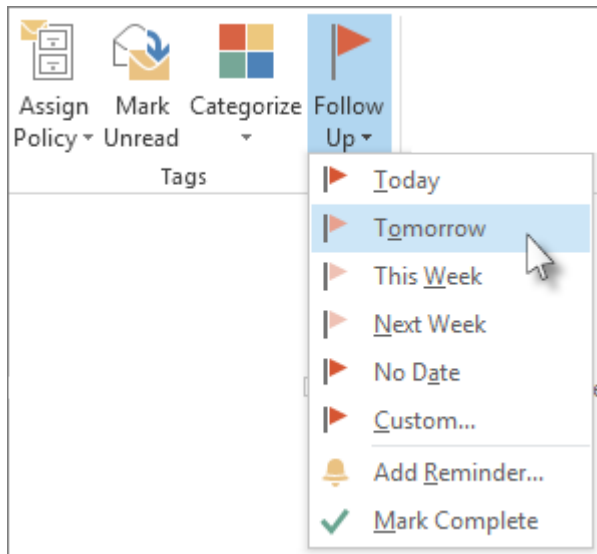 Assign Mark Categorize Follow
Policy Unread Up
Tags
Today
Tomorrow
This Week
Next Week
No Date
Custom...
Add Reminder...
Mark Complete